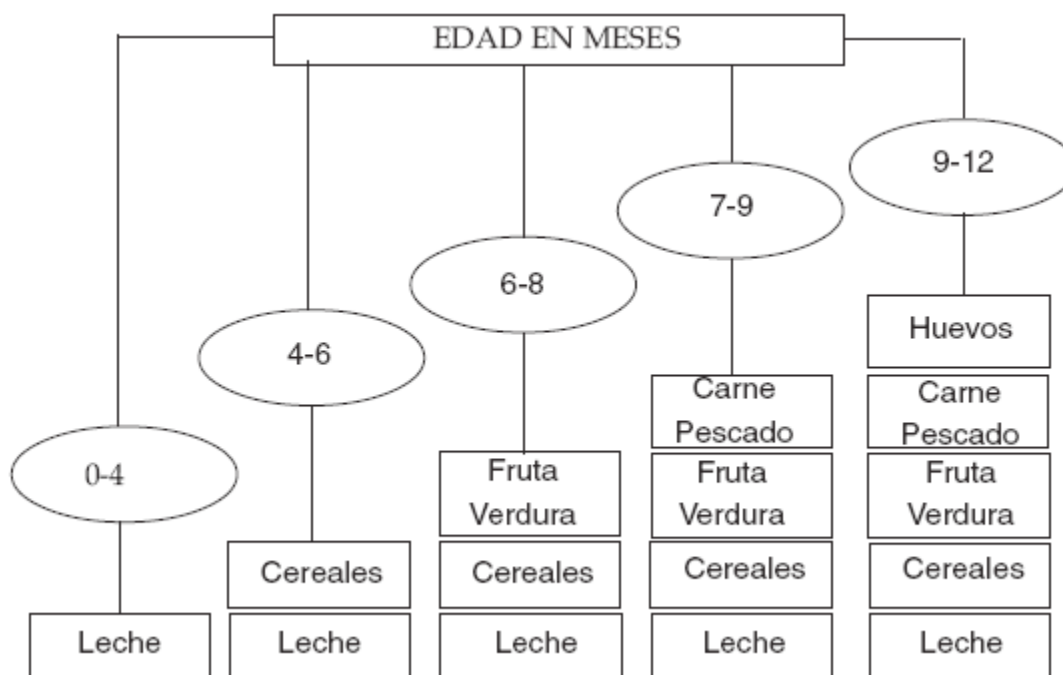 EDAD EN MESES
0-4
Leche
4-6
Cereales
Leche
6-8
Fruta
Verdura
Cereales
Leche
7-9
Carne
Pescado
Fruta
Verdura
Cereales
Leche
9-12
Huevos
Carne
Pescado
Fruta
Verdura
Cereales
Leche